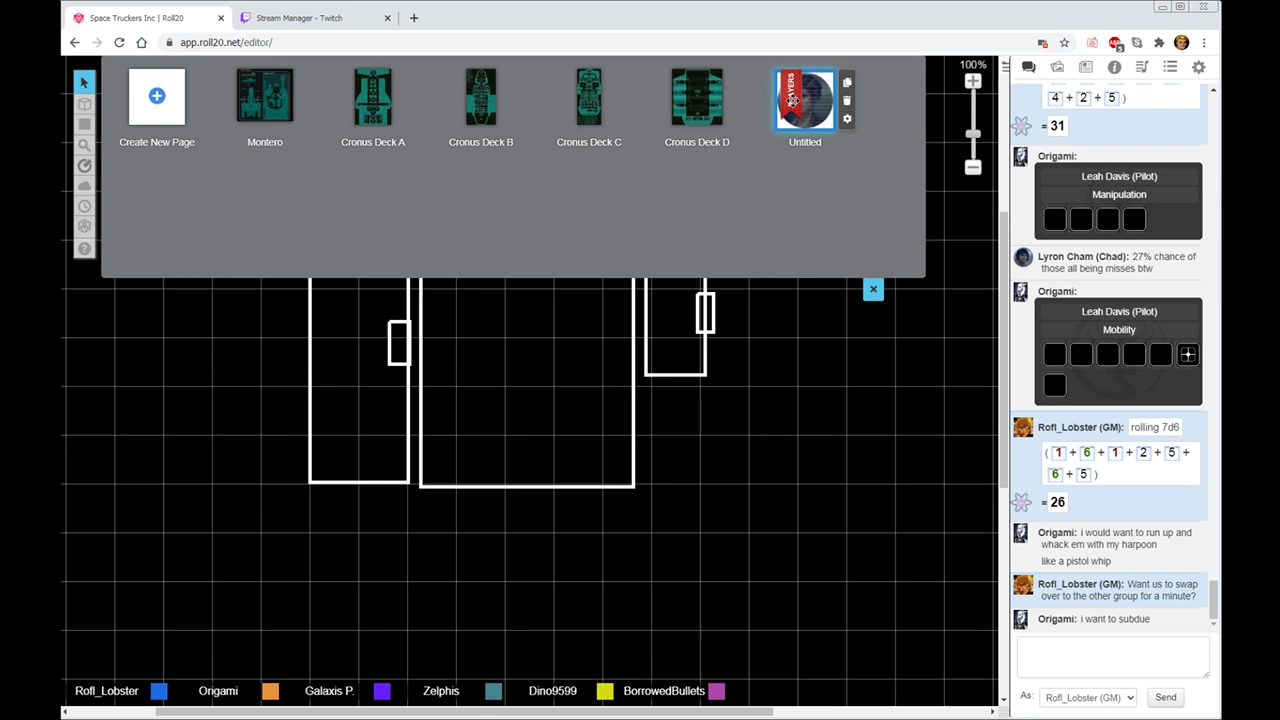 Space Truckers Inc | Roll20
Stream Manager - Twitch
app.roll20.net/editor/
100%
Create New Page
Montero
Cronus Deck A
Cronus Deck B
Cronus Deck C
Cronus Deck D
Untitled
4 + 2 + 5 )
= 31
Origami:
Leah Davis (Pilot)
Manipulation
Lyron Cham (Chad): 27% chance of
those all being misses btw
Origami:
Leah Davis (Pilot)
Mobility
Rofl_Lobster (GM): rolling 7d6
( 1 + 6 + 1 + 2 + 5 +
6 + 5 )
= 26
Origami: i would want to run up and
whack em with my harpoon
like a pistol whip
Rofl_Lobster (GM): Want us to swap
over to the other group for a minute?
Origami: i want to subdue
As: Rofl_Lobster (GM) Send
Rofl_Lobster
Origami
Galaxis P.
Zelphis
Dino9599
BorrowedBullets